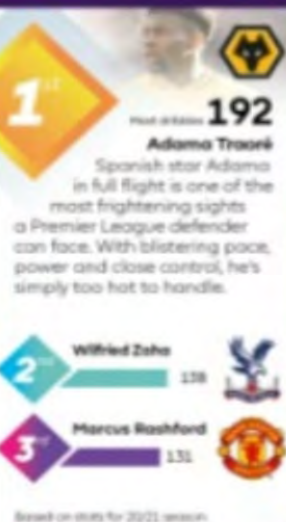 1st
Most dribbles 192
Adama Traoré
Spanish star Adama
in full flight is one of the
most frightening sights
a Premier League defender
can face. With blistering pace,
power and close control, he's
simply too hot to handle.
2nd
Wilfried Zaha
138
3rd
Marcus Rashford
131
Based on stats for 20/21 season.